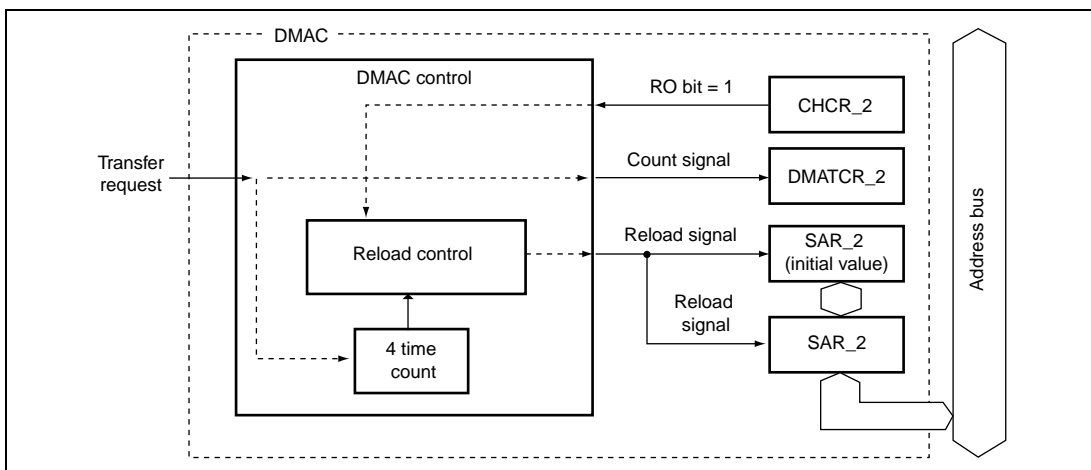 DMAC
DMAC control
RO bit = 1
CHCR_2
Transfer
request
Count signal
DMATCR_2
Reload control
Reload signal
SAR_2
(initial value)
Reload
signal
4 time
count
SAR_2
Address bus